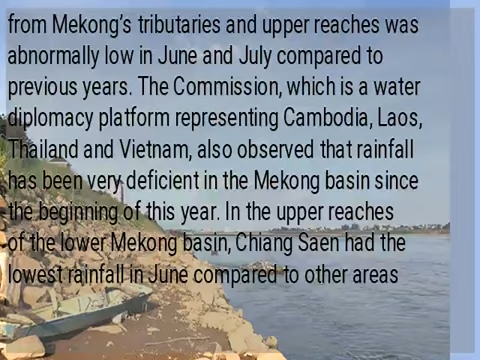 from Mekong’s tributaries and upper reaches was
abnormally low in June and July compared to
previous years. The Commission, which is a water
diplomacy platform representing Cambodia, Laos,
Thailand and Vietnam, also observed that rainfall
has been very deficient in the Mekong basin since
the beginning of this year. In the upper reaches
of the lower Mekong basin, Chiang Saen had the
lowest rainfall in June compared to other areas